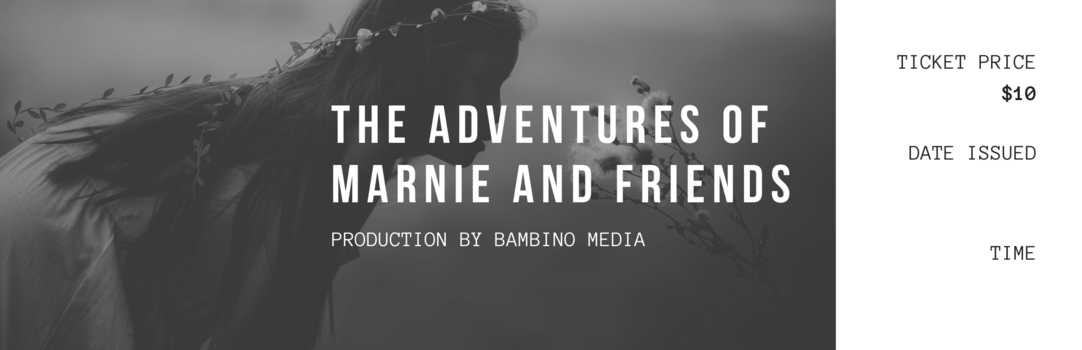 THE ADVENTURES OF
MARNIE AND FRIENDS
PRODUCTION BY BAMBINO MEDIA
TICKET PRICE
$10
DATE ISSUED
TIME